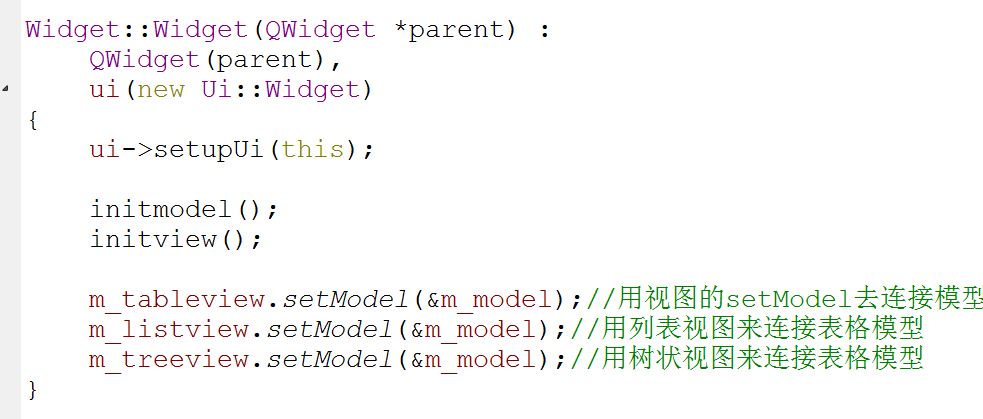 Widget::Widget(QWidget *parent) :
    QWidget(parent),
    ui(new Ui::Widget)
{
    ui->setupUi(this);

    initmodel();
    initview();

    m_tableview.setModel(&m_model);//用视图的setModel去连接模型
    m_listview.setModel(&m_model);//用列表视图来连接表格模型
    m_treeview.setModel(&m_model);//用树状视图来连接表格模型
}